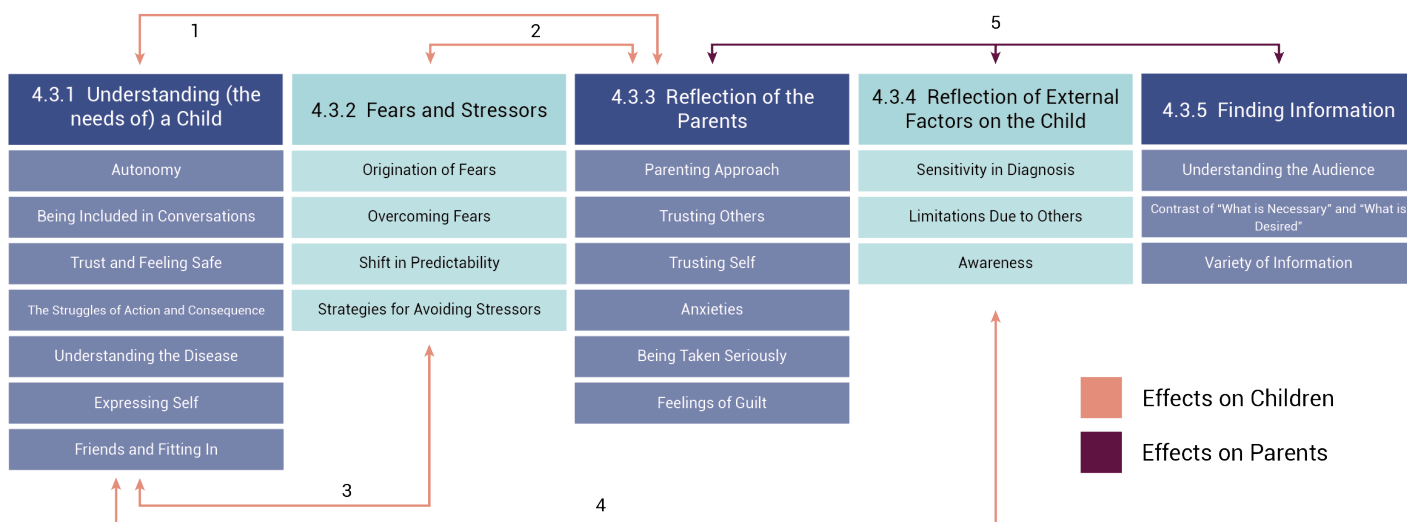 1
2
5
4.3.1 Understanding (the
needs of) a Child
Autonomy
Being Included in Conversations
Trust and Feeling Safe
The Struggles of Action and Consequence
Understanding the Disease
Expressing Self
Friends and Fitting In
4.3.2 Fears and Stressors
Origination of Fears
Overcoming Fears
Shift in Predictability
Strategies for Avoiding Stressors
4.3.3 Reflection of the
Parents
Parenting Approach
Trusting Others
Trusting Self
Anxieties
Being Taken Seriously
Feelings of Guilt
4.3.4 Reflection of External
Factors on the Child
Sensitivity in Diagnosis
Limitations Due to Others
Awareness
4.3.5 Finding Information
Understanding the Audience
Contrast of “What is Necessary” and “What is
Desired”
Variety of Information
Effects on Children
Effects on Parents
3
4